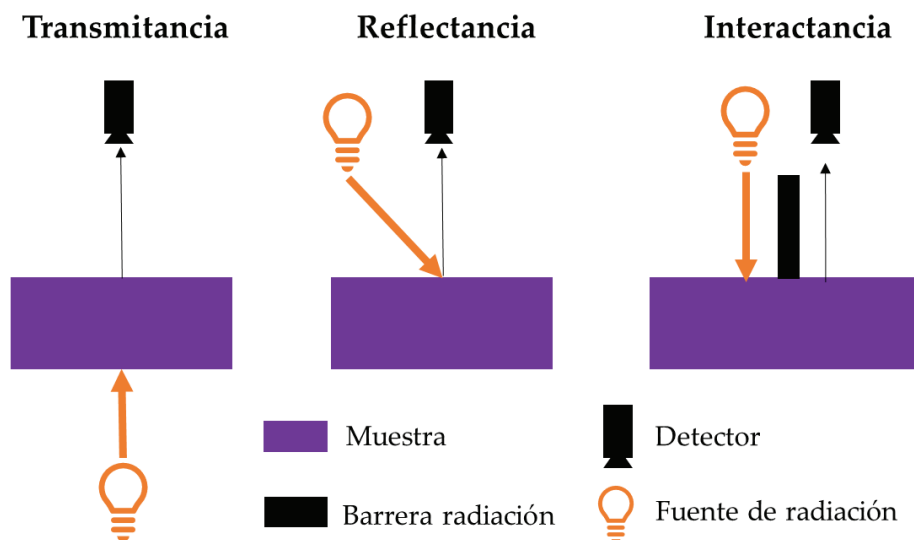 Transmitancia
Reflectancia
Interactancia
Muestra
Detector
Barrera radiación
Fuente de radiación